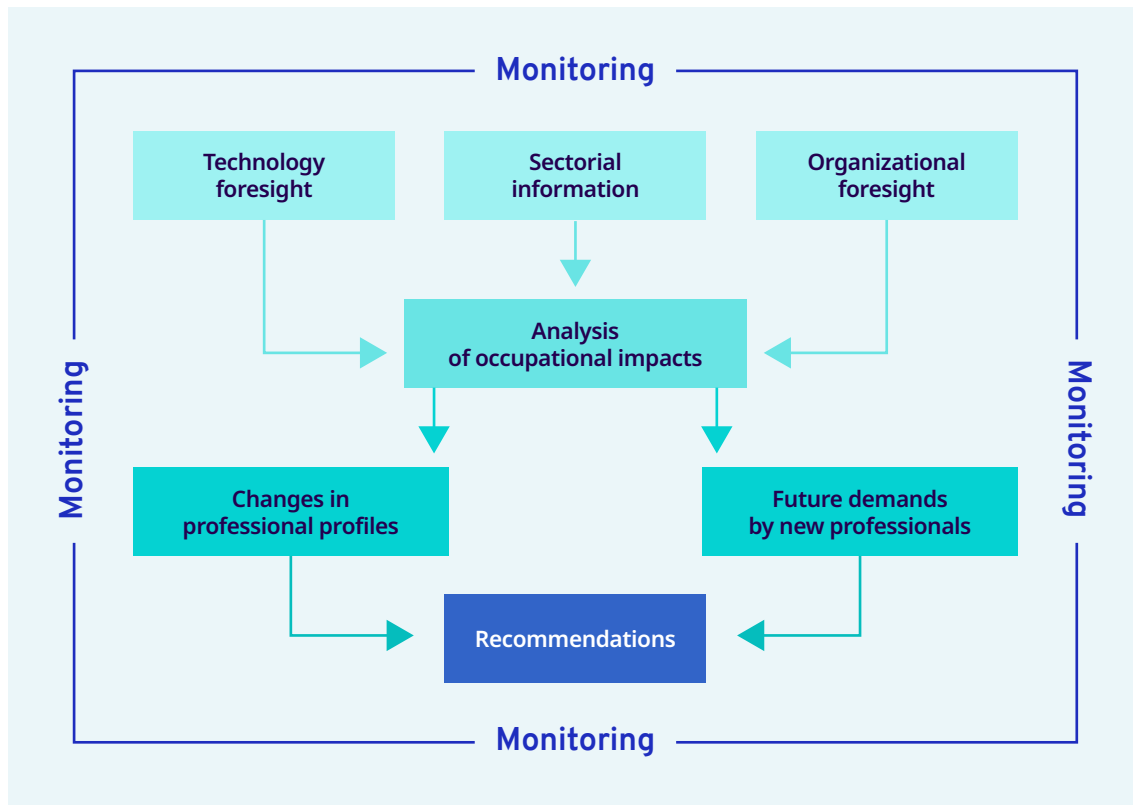 Monitoring
Technology
foresight
Sectorial
information
Organizational
foresight
Analysis
of occupational impacts
Monitoring
Monitoring
Changes in
professional profiles
Future demands
by new professionals
Recommendations
Monitoring